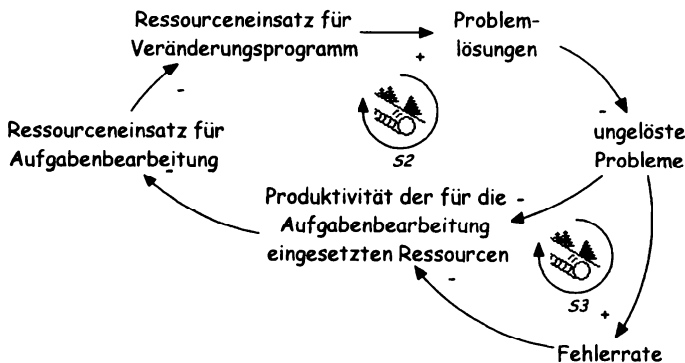 Ressourceneinsatz für
Veränderungsprogramm
+
Problem-
lösungen
-
Ressourceneinsatz für
Aufgabenbearbeitung
-
S2
-
ungelöste
Probleme
Produktivität der für die -
Aufgabenbearbeitung
eingesetzten Ressourcen
-
S3
+
Fehlerrate